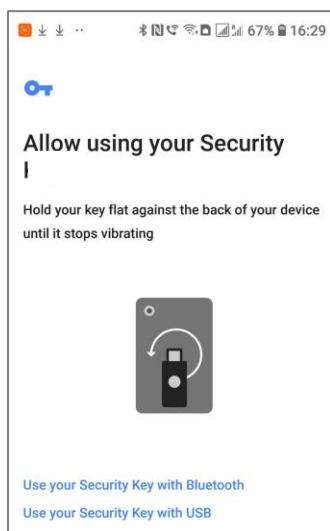 67% 16:29
Allow using your Security
Hold your key flat against the back of your device
until it stops vibrating
Use your Security Key with Bluetooth
Use your Security Key with USB